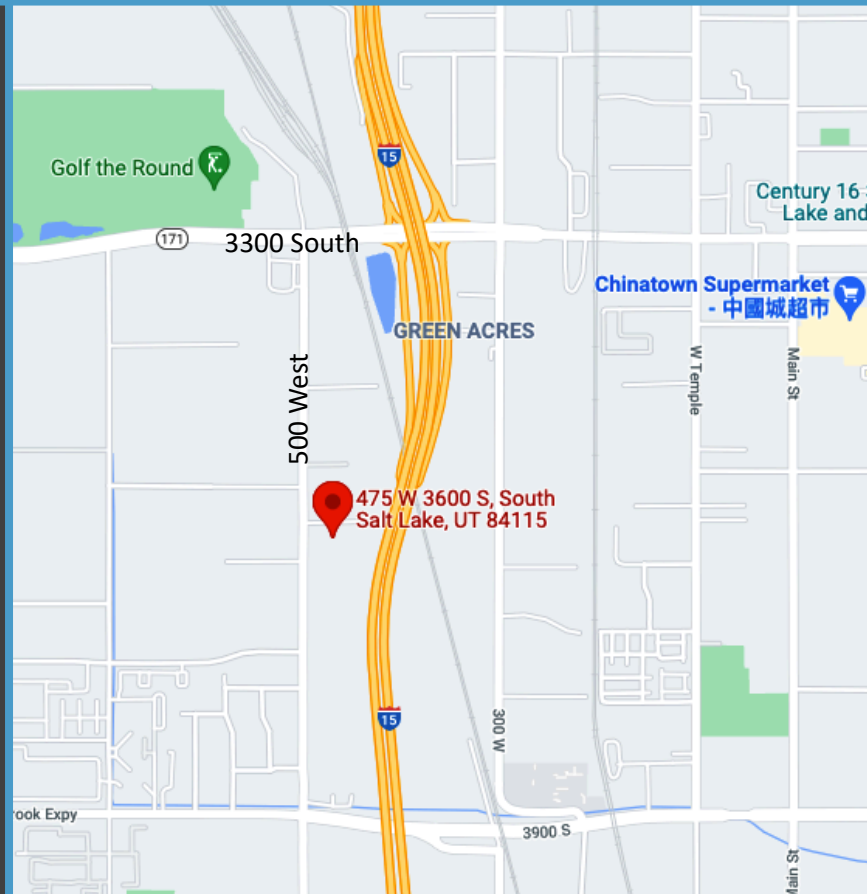 15
Golf the Round
Century 16
Lake and
171
3300 South
Chinatown Supermarket
- 中國城超市
GREEN ACRES
W Temple
Main St
500 West
475 W 3600 S, South
Salt Lake, UT 84115
15
300 W
rook Expy
3900 S
Main St